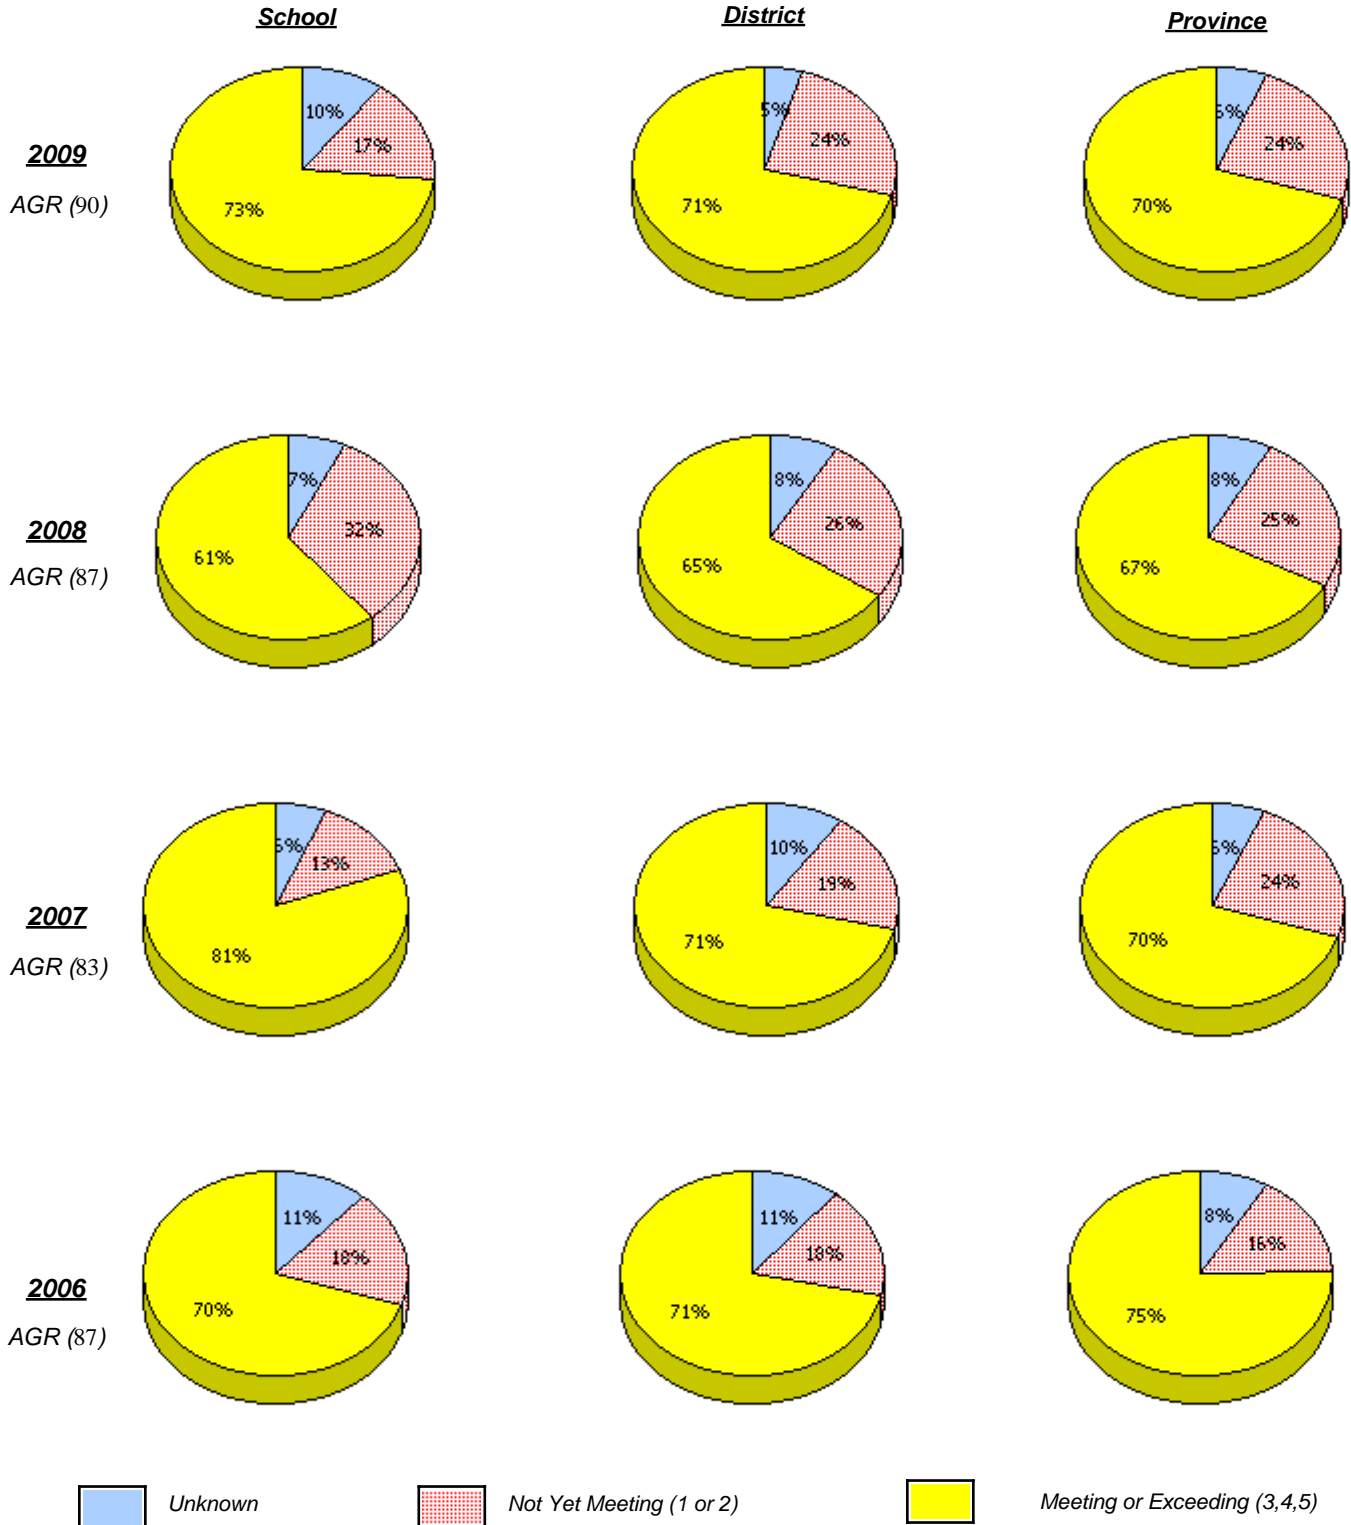 School District Province
10% 5%
17% 24% 24%
2009
AGR (90)
73% 71% 70%
7% 8% 8%
32% 26% 25%
2008
AGR (87)
61% 65% 67%
10%
13% 19% 24%
2007
AGR (83)
81% 71% 70%
11% 11% 8%
18% 18% 16%
2006
AGR (87)
70% 71% 75%
Unknown Not Yet Meeting (1 or 2) Meeting or Exceeding (3,4,5)